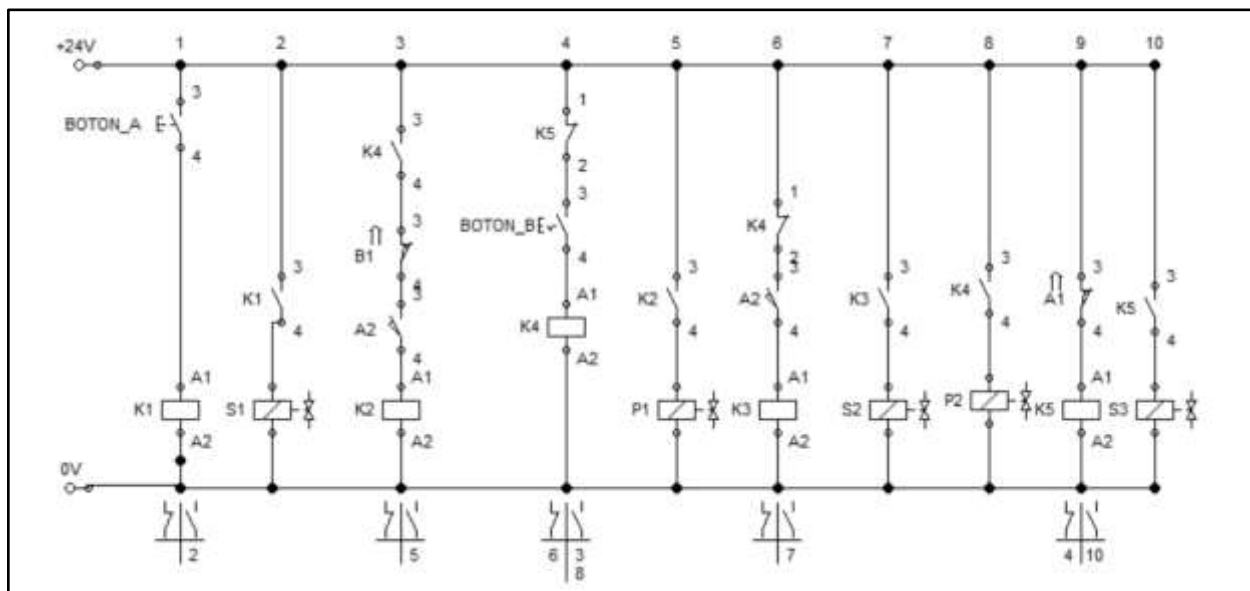 1 2 3 4 5 6 7 8 9 10
+24V
3 3 1
BOTON_A K5
4 K4 2
4 3 1
3 BOTON_B K4
B1 4 2
4 3 3 3 3 3 3 3
K1 A2 A1 K2 A2 K3 K4 A1 K5
4 4 K4 4 4 4 4 4 4
A2
A1 A1 A1 A1
K1 S1 K2 P1 K3 S2 P2 K5 S3
A2 A2 A2 A2
0V
2 5 6 3 7 4 10
8